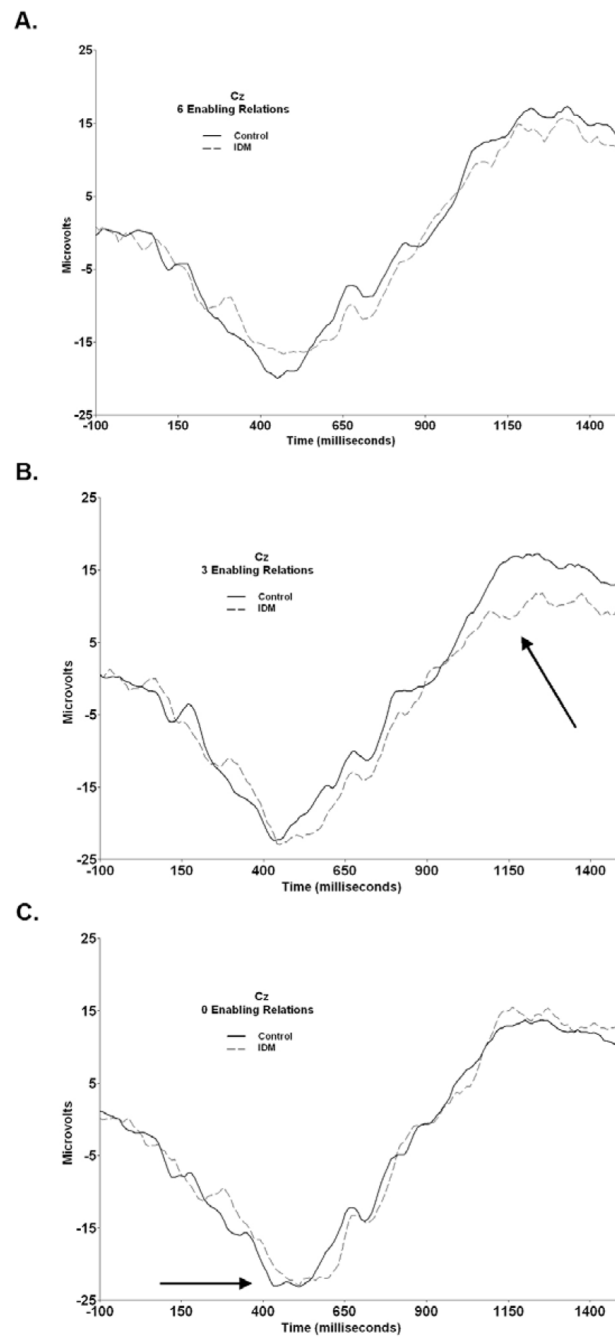 A.
25
Cz
6 Enabling Relations
Control
IDM
15
5
-5
-15
-25
Microvolts
-100 150 400 650 900 1150 1400
Time (milliseconds)
B.
25
Cz
3 Enabling Relations
Control
IDM
15
5
-5
-15
-25
Microvolts
-100 150 400 650 900 1150 1400
Time (milliseconds)
C.
25
Cz
0 Enabling Relations
Control
IDM
15
5
-5
-15
-25
Microvolts
-100 150 400 650 900 1150 1400
Time (milliseconds)